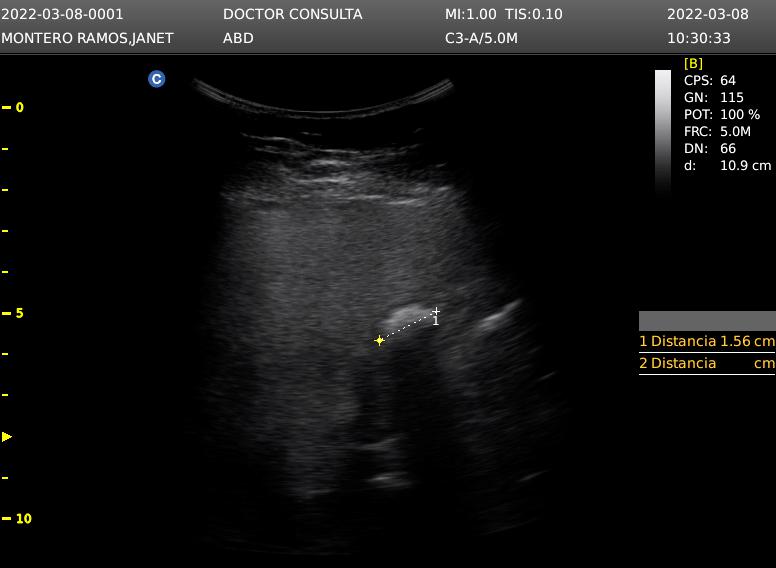 2022-03-08-0001 DOCTOR CONSULTA MI:1.00 TIS:0.10 2022-03-08
MONTERO RAMOS,JANET ABD C3-A/5.0M 10:30:33
C
[B]
CPS: 64
GN: 115
POT: 100 %
FRC: 5.0M
DN: 66
d: 10.9 cm
0
5
10
1
1 Distancia 1.56 cm
2 Distancia cm